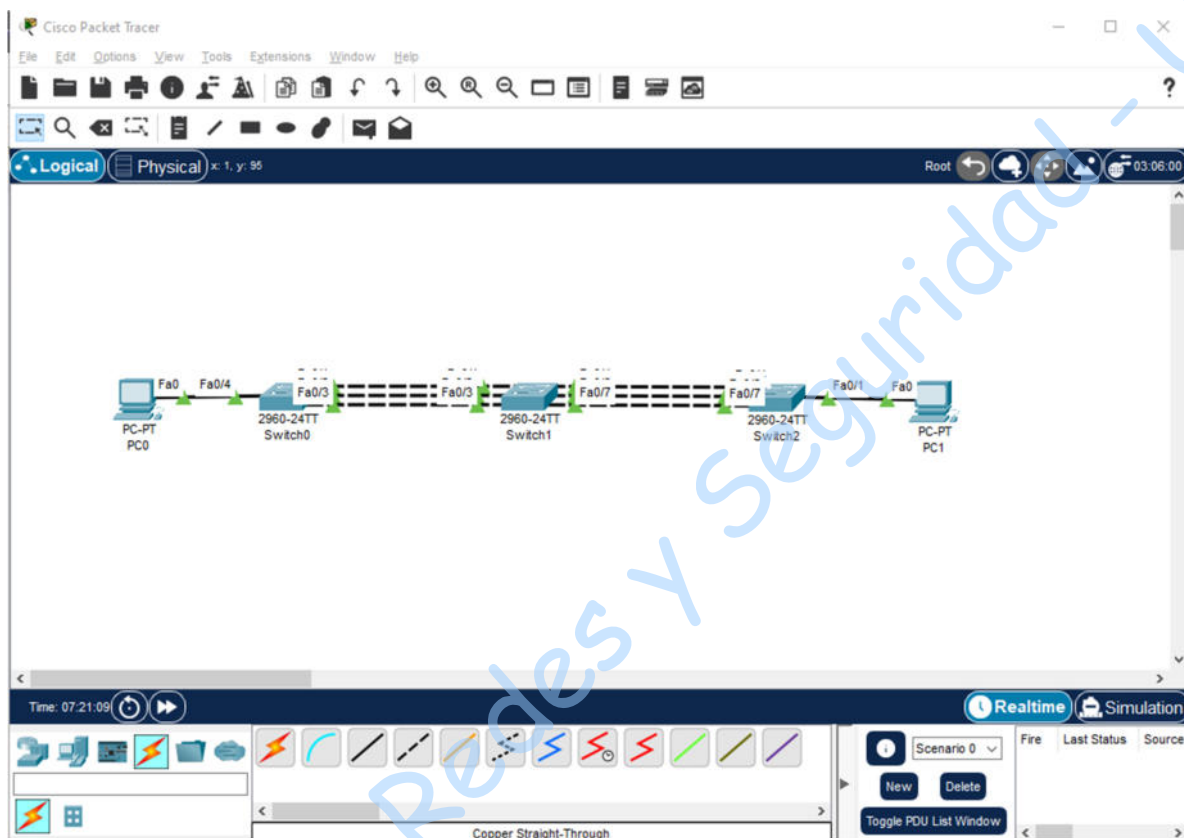 Cisco Packet Tracer
File Edit Options View Tools Extensions Window Help
?
Logical Physical x: 1, y: 95 Root 03:06:00
Fa0 Fa0/4 Fa0/3 Fa0/3 Fa0/7 Fa0/7 Fa0/1 Fa0
PC-PT 2960-24TT 2960-24TT 2960-24TT PC-PT
PC0 Switch0 Switch1 Switch2 PC1
Redes Y Seguridad -
Time: 07:21:09 Realtime Simulation
Scenario 0 Fire Last Status Source
New Delete
Toggle PDU List Window
Copper Straight-Through